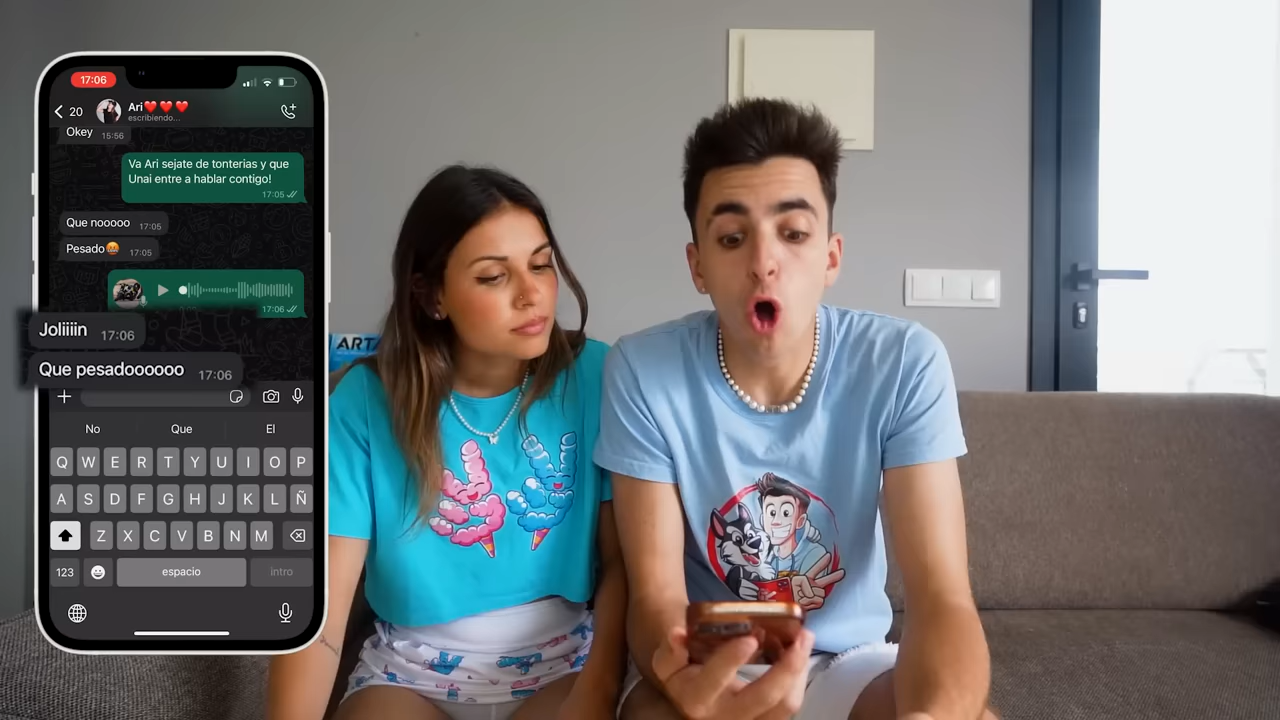 17:06
20
Ari❤️❤️❤️
escribiendo...
Okey 15:56
Va Ari sejate de tonterias y que
Unai entre a hablar contigo!
17:05
Que nooooo 17:05
Pesado🤬 17:05
17:06
Joliiiin 17:06
Que pesadoooooo 17:06
No Que El
Q W E R T Y U I O P
A S D F G H J K L Ñ
Z X C V B N M
123 espacio intro
ART